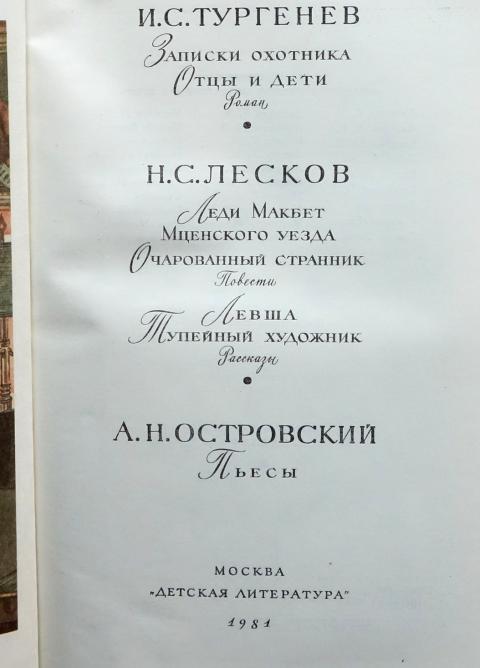 И.С.ТУРГЕНЕВ
Записки охотника
Отцы и дети
Роман
•
Н.С.ЛЕСКОВ
Леди Макбет
Мценского уезда
Очарованный странник
Повести
Левша
Тупейный художник
Рассказы
•
А.Н.ОСТРОВСКИЙ
Пьесы
МОСКВА
"ДЕТСКАЯ ЛИТЕРАТУРА"
1981